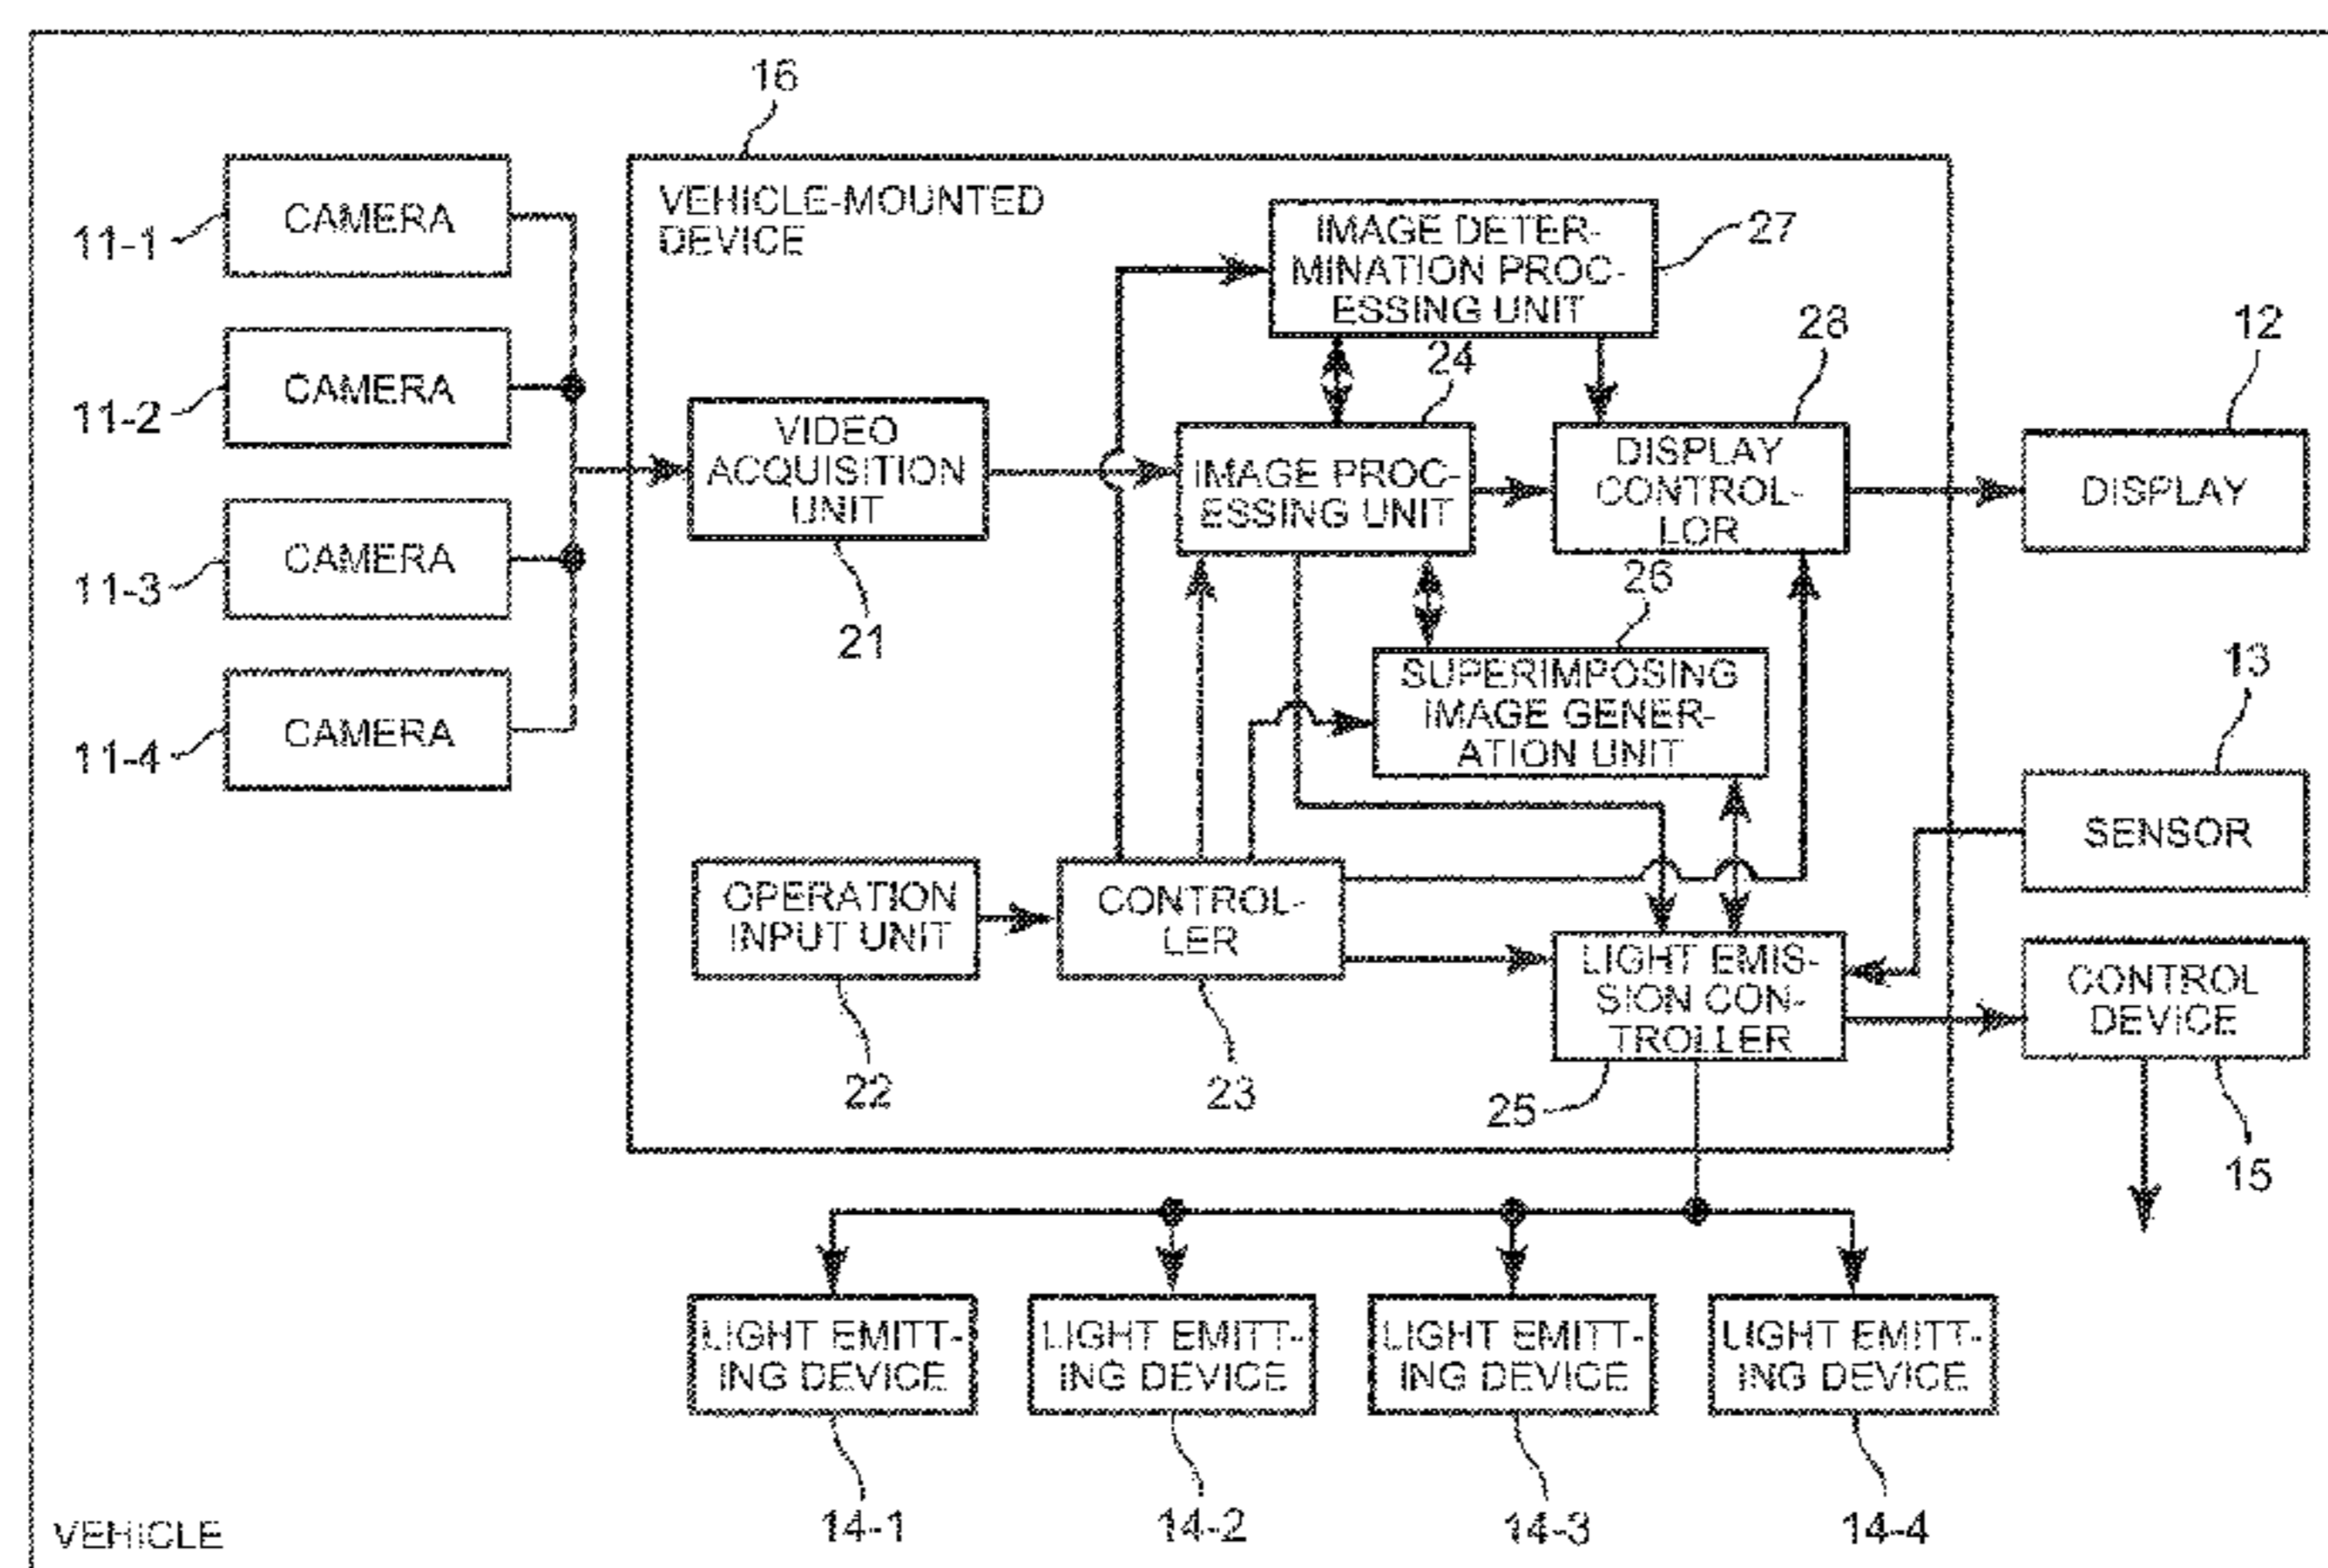 16
CAMERA
11-1
CAMERA
11-2
CAMERA
11-3
CAMERA
11-4
VEHICLE-MOUNTED
DEVICE
IMAGE DETER-
MINATION PROC-
ESSING UNIT
27
24
28
12
VIDEO
ACQUISITION
UNIT
21
IMAGE PROC-
ESSING UNIT
DISPLAY
CONTROL-
LOR
DISPLAY
26
SUPERIMPOSING
IMAGE GENER-
ATION UNIT
13
SENSOR
OPERATION
INPUT UNIT
22
CONTROL-
LER
23
LIGHT EMIS-
SION CON-
TROLLER
25
CONTROL
DEVICE
15
LIGHT EMITT-
ING DEVICE
14-1
LIGHT EMITT-
ING DEVICE
14-2
LIGHT EMITT-
ING DEVICE
14-3
LIGHT EMITT-
ING DEVICE
14-4
VEHICLE